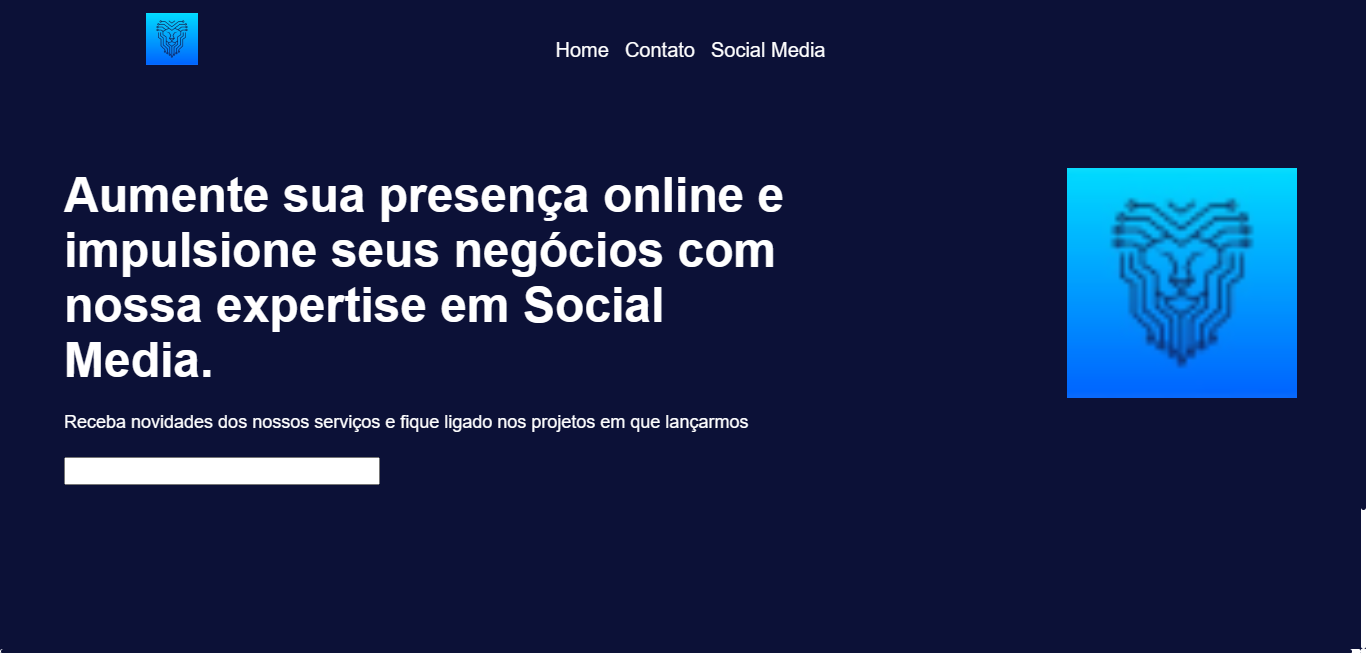 Home Contato Social Media
Aumente sua presença online e
impulsione seus negócios com
nossa expertise em Social
Media.
Receba novidades dos nossos serviços e fique ligado nos projetos em que lançarmos